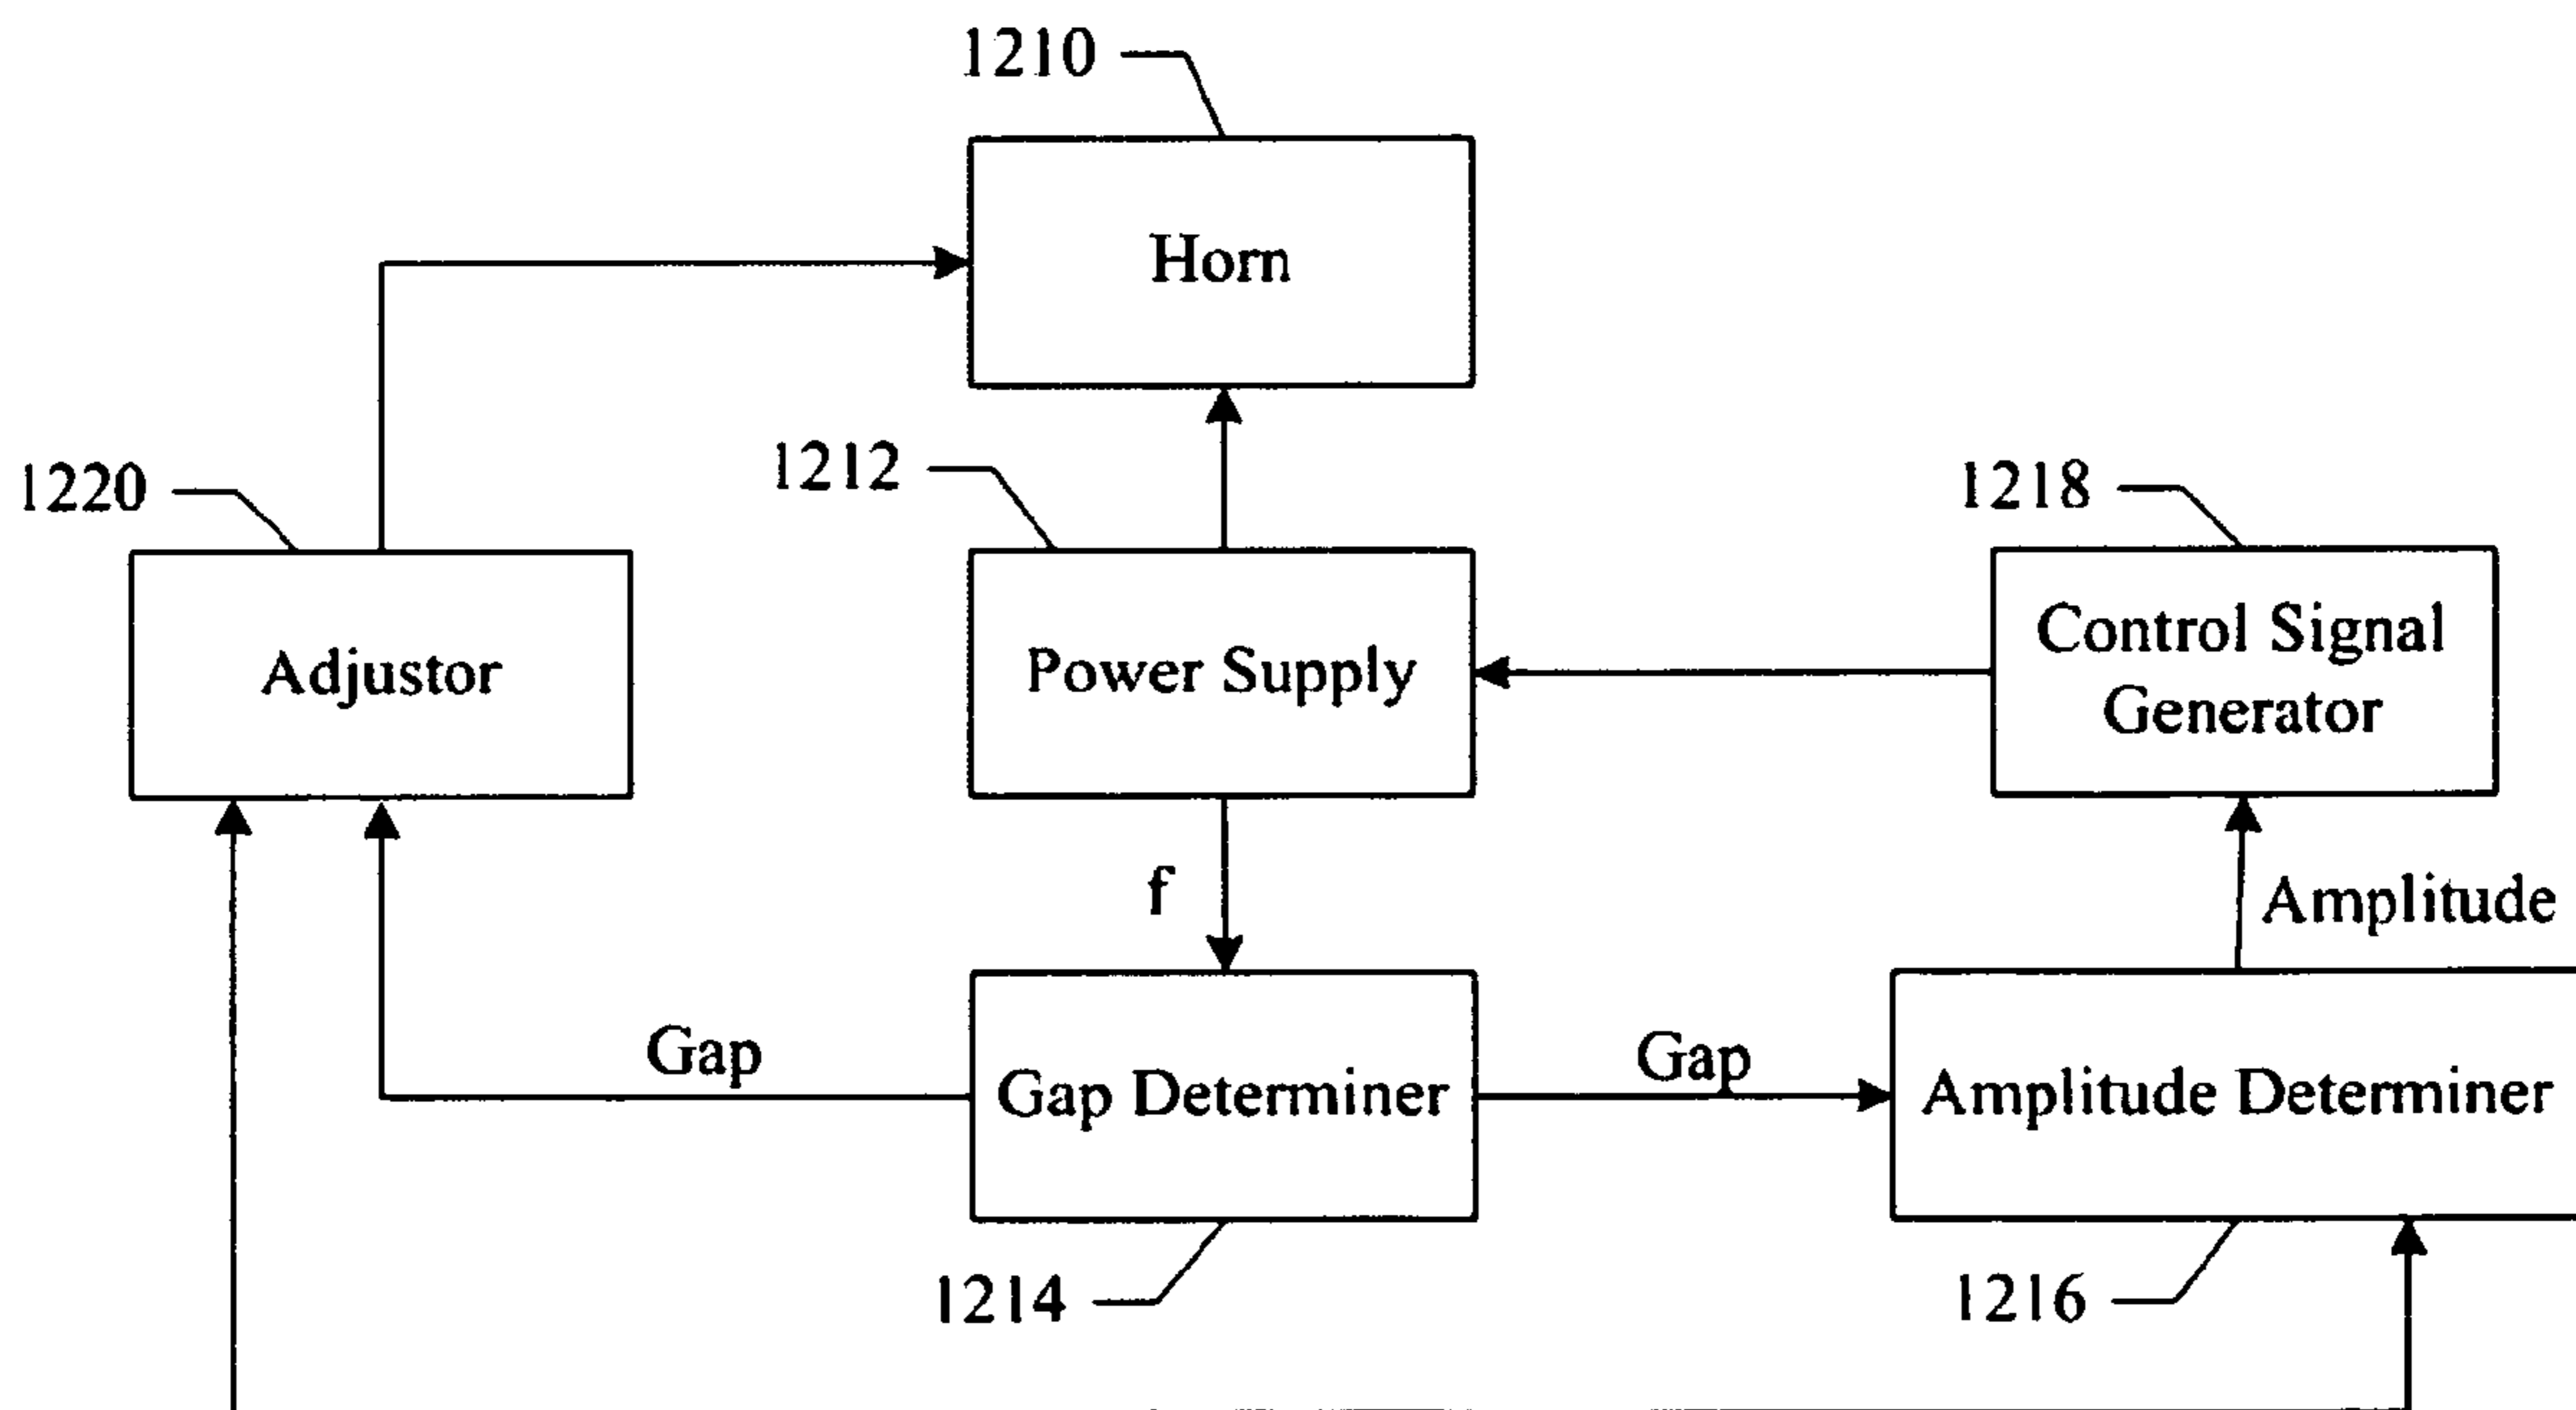 1210
Horn
1220
1212
1218
Adjustor
Power Supply
Control Signal
Generator
f
Amplitude
Gap
Gap
Gap Determiner
Amplitude Determiner
1214
1216